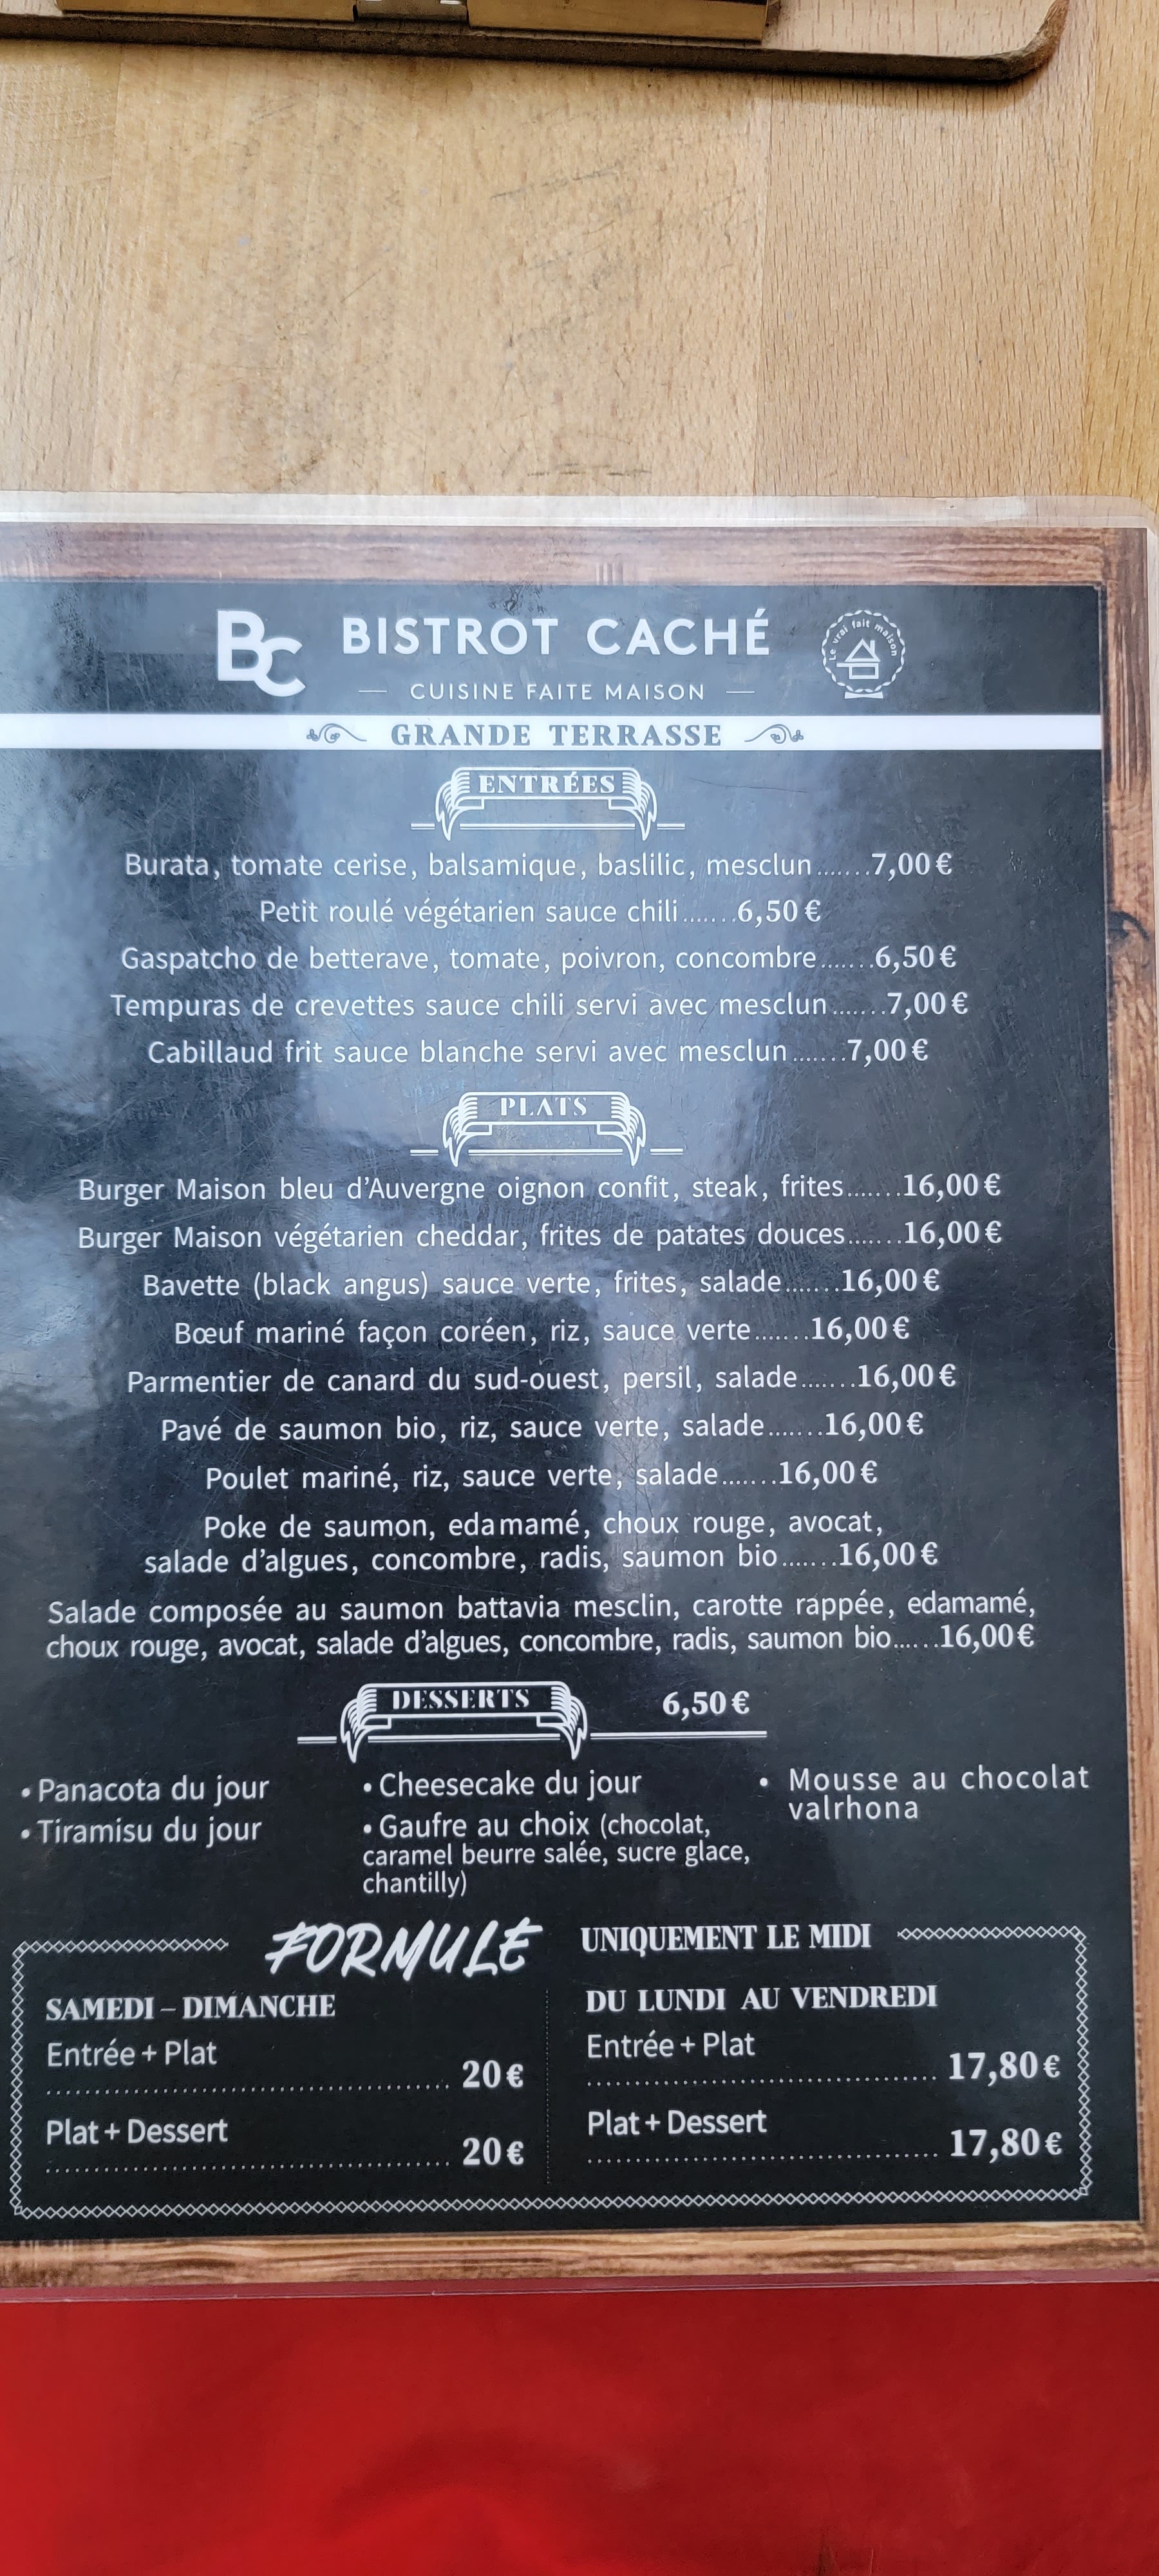 BC
BISTROT CACHÉ
CUISINE FAITE MAISON
Le vrai fait maison
GRANDE TERRASSE
ENTRÉES
Burata, tomate cerise, balsamique, baslilic, mesclun.......7,00 €
Petit roulé végétarien sauce chili.......6,50 €
Gaspatcho de betterave, tomate, poivron, concombre.......6,50 €
Tempuras de crevettes sauce chili servi avec mesclun.......7,00 €
Cabillaud frit sauce blanche servi avec mesclun.......7,00 €
PLATS
Burger Maison bleu d'Auvergne oignon confit, steak, frites.......16,00 €
Burger Maison végétarien cheddar, frites de patates douces.......16,00 €
Bavette (black angus) sauce verte, frites, salade.......16,00 €
Bœuf mariné façon coréen, riz, sauce verte.......16,00 €
Parmentier de canard du sud-ouest, persil, salade.......16,00 €
Pavé de saumon bio, riz, sauce verte, salade.......16,00 €
Poulet mariné, riz, sauce verte, salade.......16,00 €
Poke de saumon, edamamé, choux rouge, avocat,
salade d'algues, concombre, radis, saumon bio.......16,00 €
Salade composée au saumon battavia mesclin, carotte rappée, edamamé,
choux rouge, avocat, salade d'algues, concombre, radis, saumon bio.......16,00 €
DESSERTS 6,50 €
• Panacota du jour
• Tiramisu du jour
• Cheesecake du jour
• Gaufre au choix (chocolat,
caramel beurre salée, sucre glace,
chantilly)
• Mousse au chocolat
valrhona
FORMULE UNIQUEMENT LE MIDI
SAMEDI – DIMANCHE
Entrée + Plat
20 €
Plat + Dessert
20 €
DU LUNDI AU VENDREDI
Entrée + Plat
17,80 €
Plat + Dessert
17,80 €